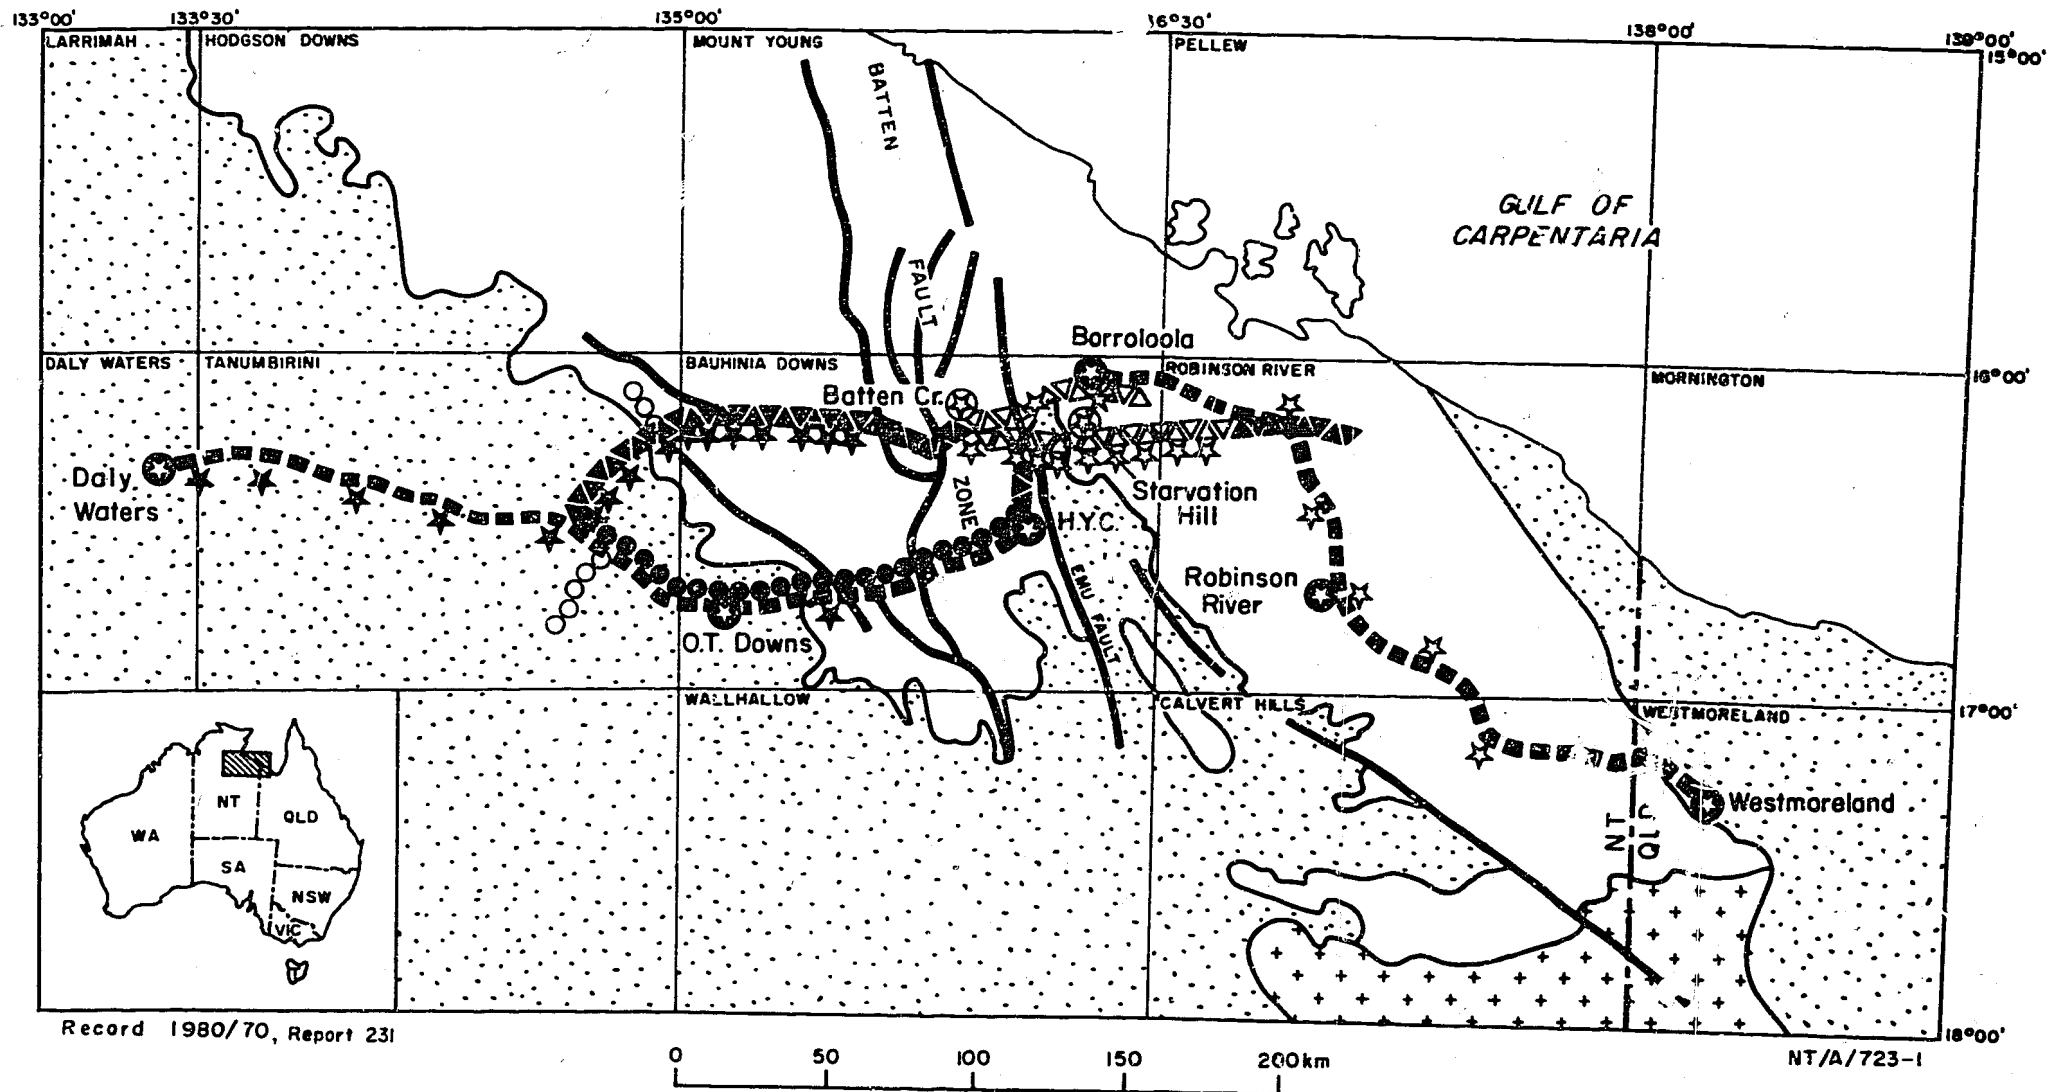 133°00'
133°30'
135°00'
36°30'
138°00'
139°00'
15°00'
LARRIMAH
HODGSON DOWNS
MOUNT YOUNG
PELLEW
BATTEN
GULF OF
CARPENTARIA
FAULT
Borroloola
DALY WATERS
TANUMBIRINI
BAUHINIA DOWNS
ROBINSON RIVER
MORNINGTON
16°00'
Batten Cr.
Daly
Waters
ZONE
Starvation
Hill
H.Y.C.
EMU FAULT
Robinson
River
O.T. Downs
WALLHALLOW
CALVERT HILLS
WESTMORELAND
17°00'
Westmoreland
NT
QLD
WA
NT
QLD
SA
NSW
VIC
18°00'
Record 1980/70, Report 231
0 50 100 150 200km
NT/A/723-1